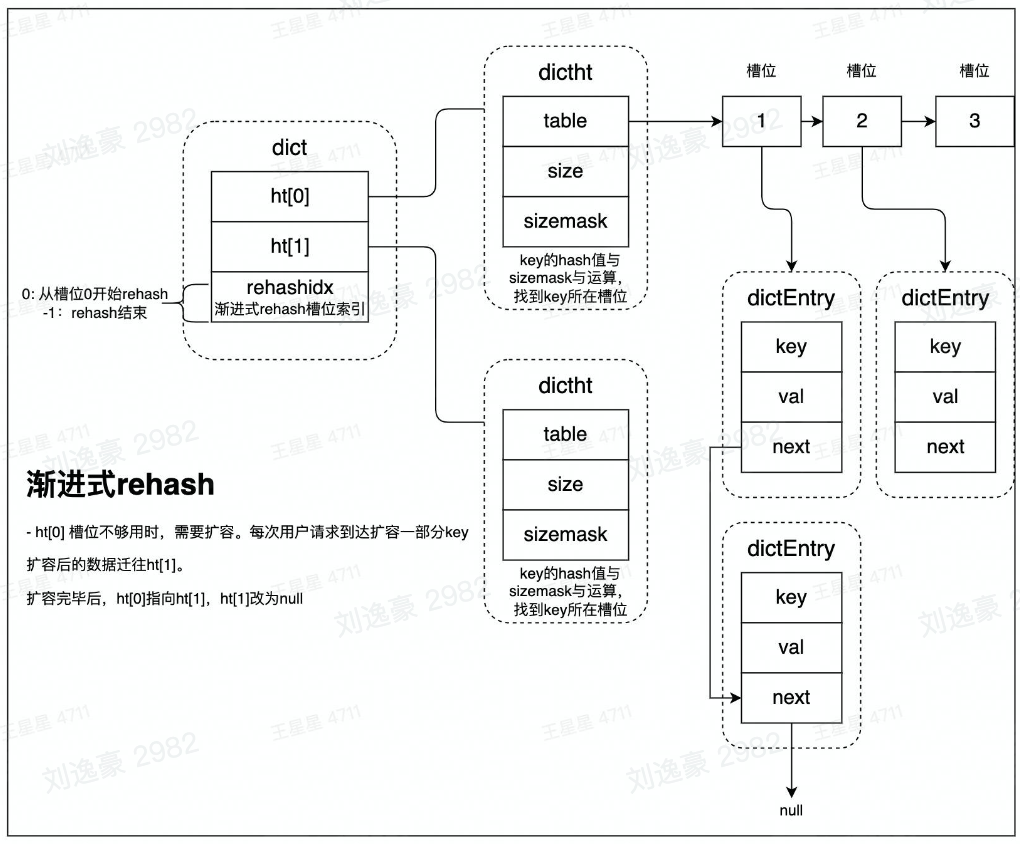 dict
ht[0]
ht[1]
rehashidx
渐进式rehash槽位索引
0: 从槽位0开始rehash
-1：rehash结束
dictht
table
size
sizemask
key的hash值与
sizemask与运算，
找到key所在槽位
dictht
table
size
sizemask
key的hash值与
sizemask与运算，
找到key所在槽位
槽位
槽位
槽位
1
2
3
dictEntry
key
val
next
dictEntry
key
val
next
dictEntry
key
val
next
null
渐进式rehash
- ht[0] 槽位不够用时，需要扩容。每次用户请求到达扩容一部分key
扩容后的数据迁往ht[1]。
扩容完毕后，ht[0]指向ht[1]，ht[1]改为null
王星星 4711
刘逸豪 2982